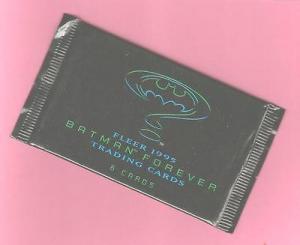 FLEER 1995
BATMAN FOREVER
TRADING CARDS
8 CARDS